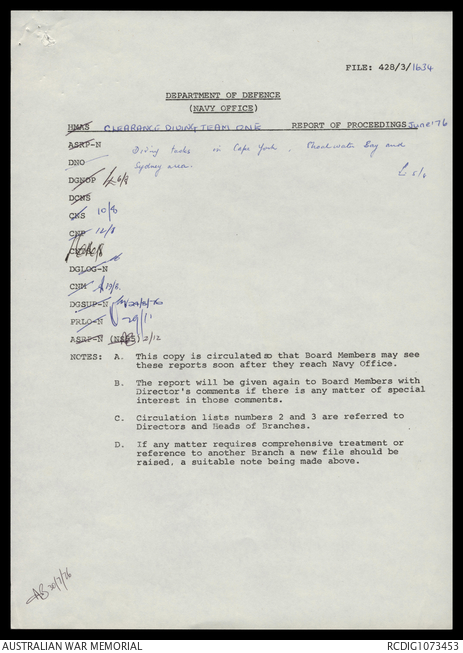 FILE: 428/3/1634
DEPARTMENT OF DEFENCE
(NAVY OFFICE)
HMAS CLEARANCE DIVING TEAM ONE REPORT OF PROCEEDINGS June '76
ASRP-N Diving tasks in Cape York, Shoalwater Bay and
DNO Sydney area.
DGNOP 6/8
DCNS
CNS 10/8
CNP 12/8
DGLOG-N
CNM
DGSUP-N
PRLO-N 29/11
ASRP-N 2/12
NOTES: A. This copy is circulated so that Board Members may see
these reports soon after they reach Navy Office.
B. The report will be given again to Board Members with
Director's comments if there is any matter of special
interest in those comments.
C. Circulation lists numbers 2 and 3 are referred to
Directors and Heads of Branches.
D. If any matter requires comprehensive treatment or
reference to another Branch a new file should be
raised, a suitable note being made above.
AUSTRALIAN WAR MEMORIAL RCDIG1073453